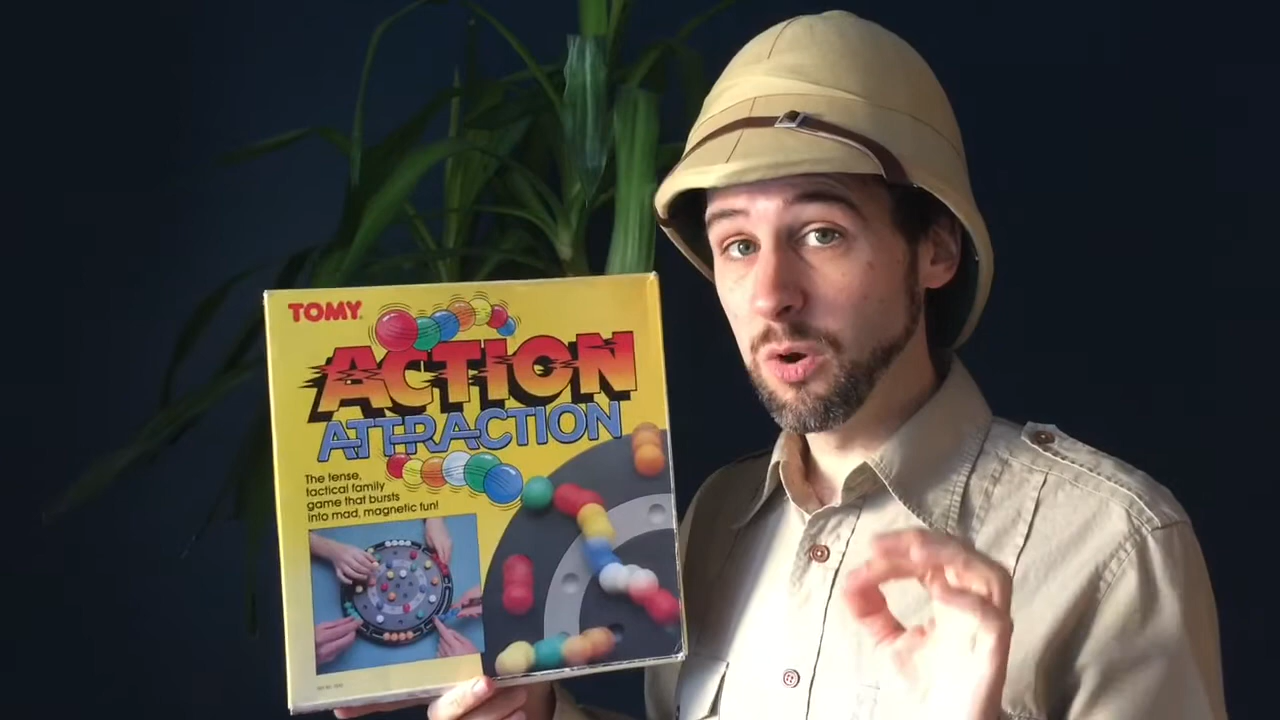 TOMY
ACTION
ATTRACTION
The tense,
tactical family
game that bursts
into mad, magnetic fun!